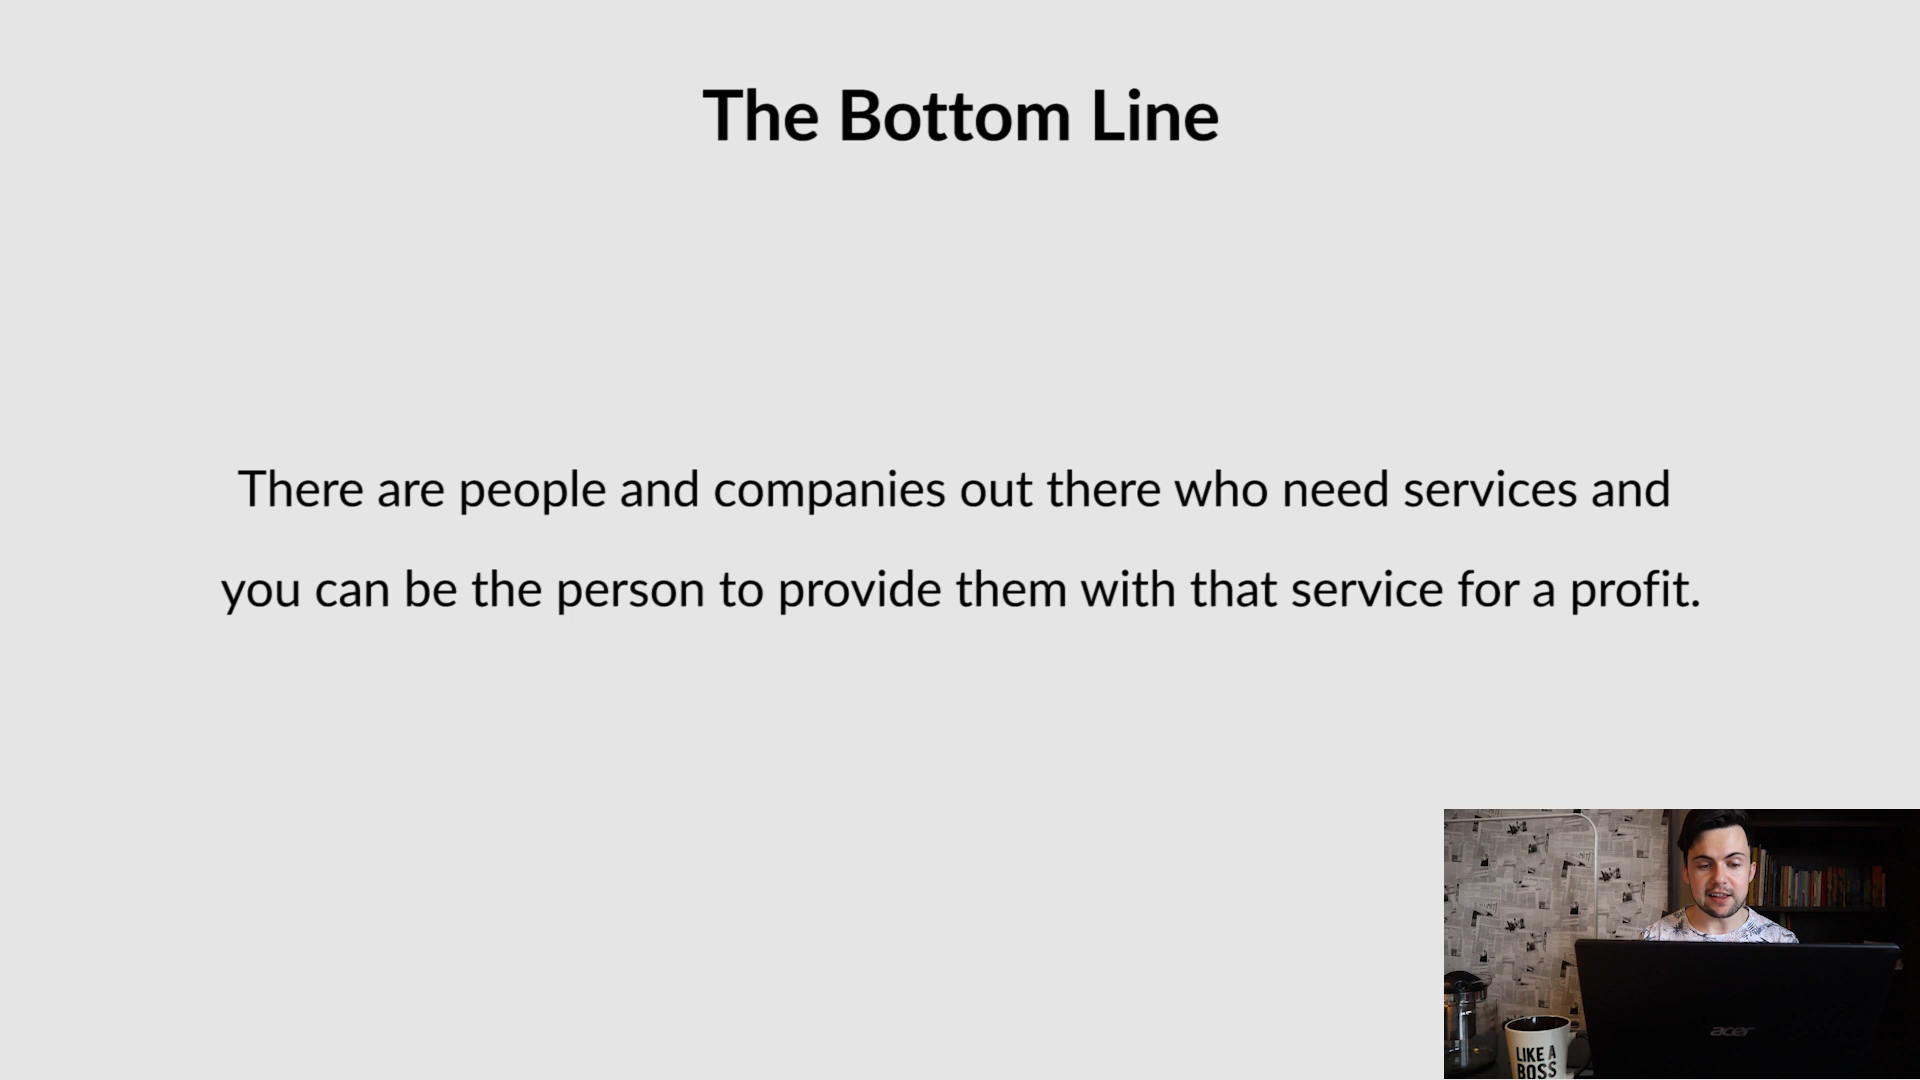 The Bottom Line
There are people and companies out there who need services and
you can be the person to provide them with that service for a profit.
acer
LIKE A
BOSS